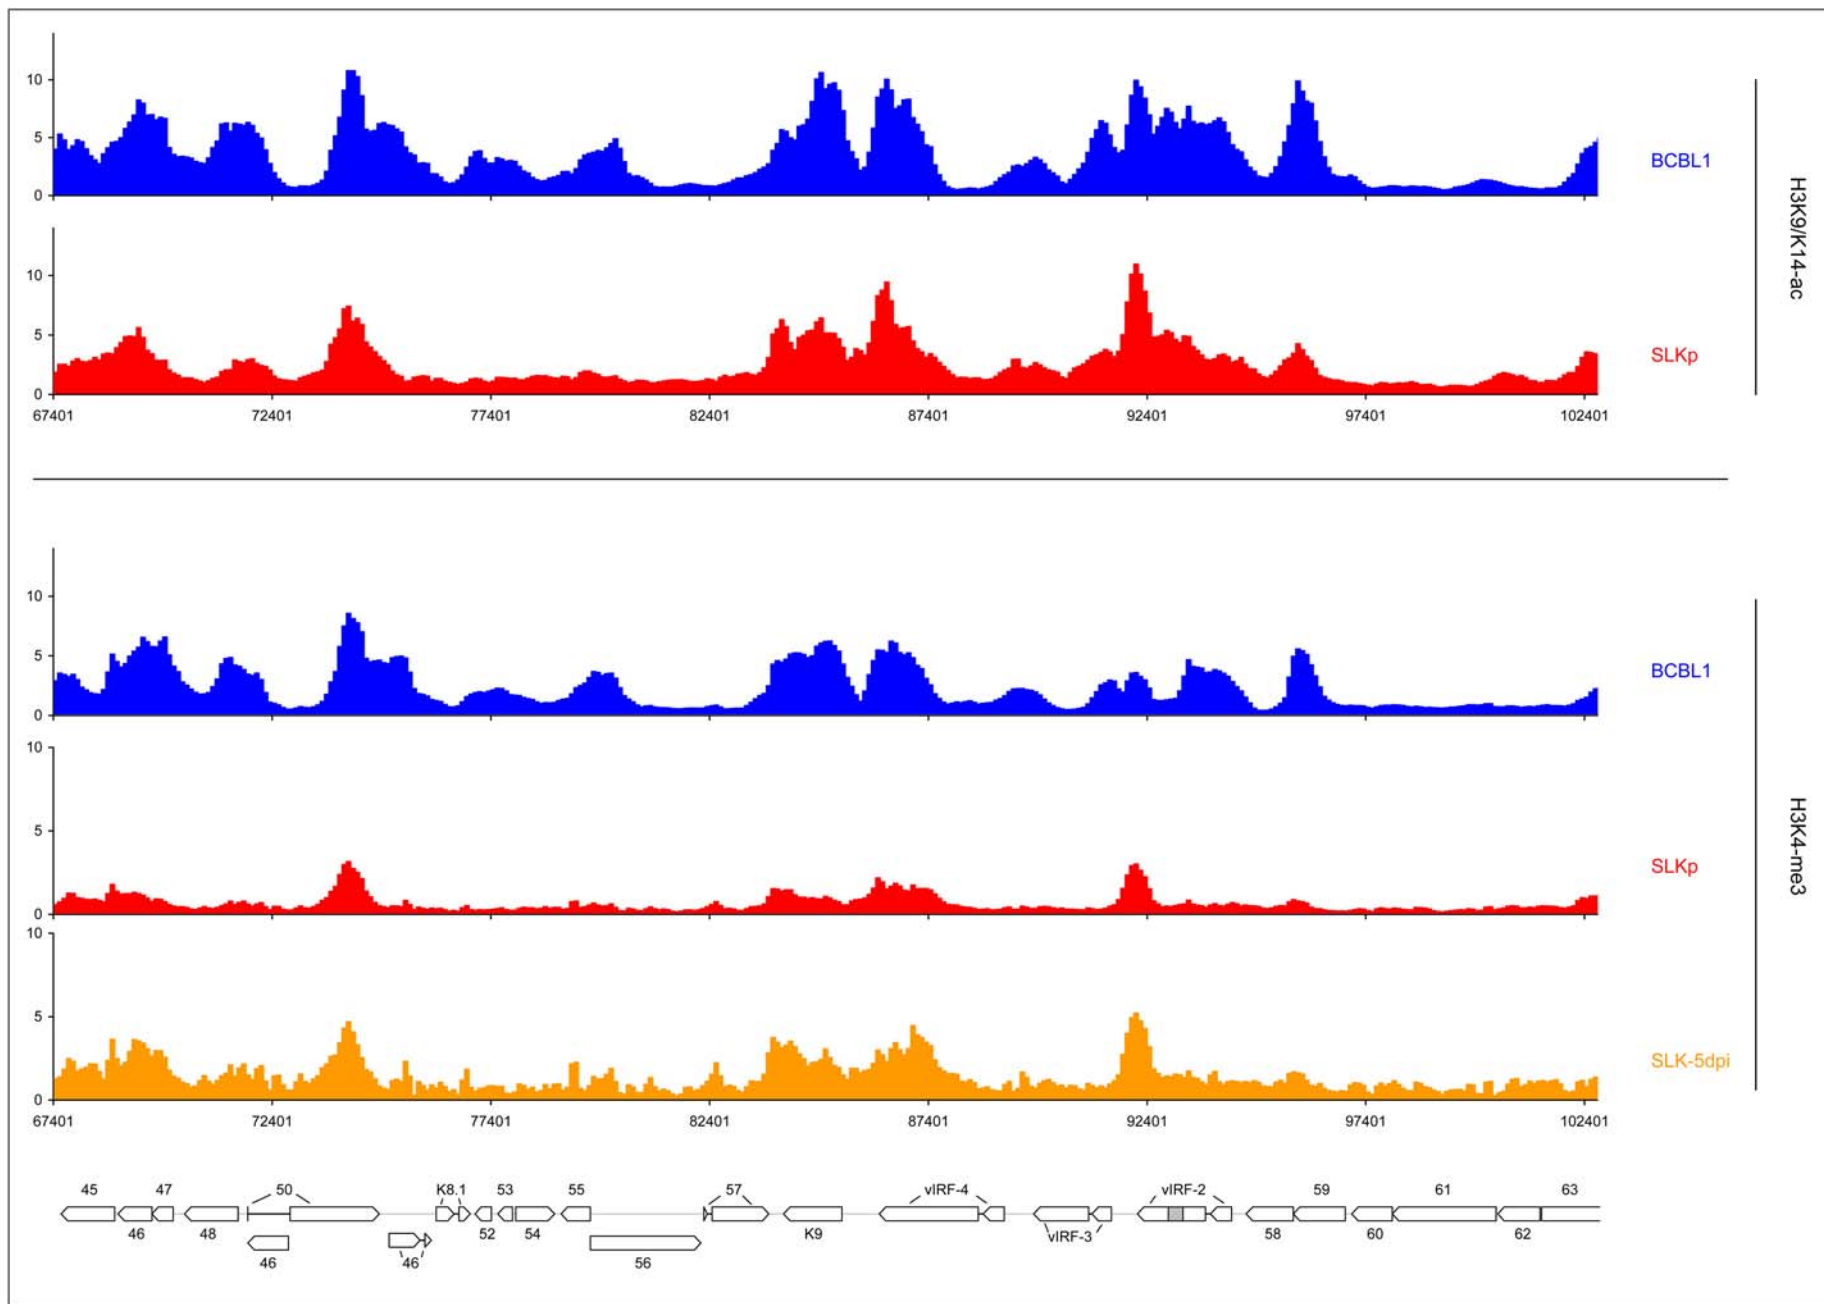 10
5
0
BCBL1
H3K9/K14-ac
10
5
0
SLKp
67401 72401 77401 82401 87401 92401 97401 102401
10
5
0
BCBL1
10
5
0
SLKp
H3K4-me3
10
5
0
SLK-5dpi
67401 72401 77401 82401 87401 92401 97401 102401
45 47 50 K8.1 53 55 57 vIRF-4 vIRF-2 59 61 63
46 48 52 54 K9 vIRF-3 58 60 62
46 46 56